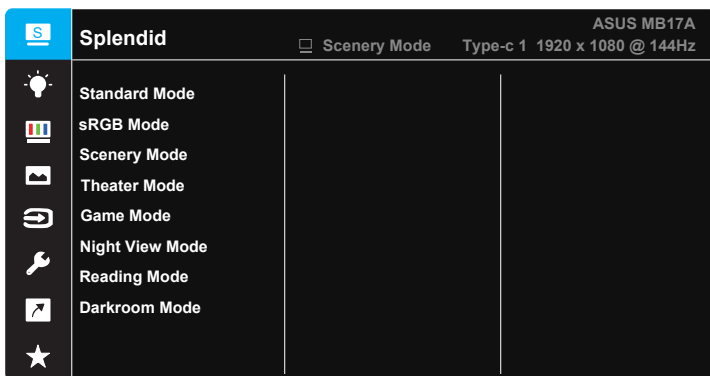 S
Splendid
ASUS MB17A
Scenery Mode Type-c 1 1920 x 1080 @ 144Hz
Standard Mode
sRGB Mode
Scenery Mode
Theater Mode
Game Mode
Night View Mode
Reading Mode
Darkroom Mode